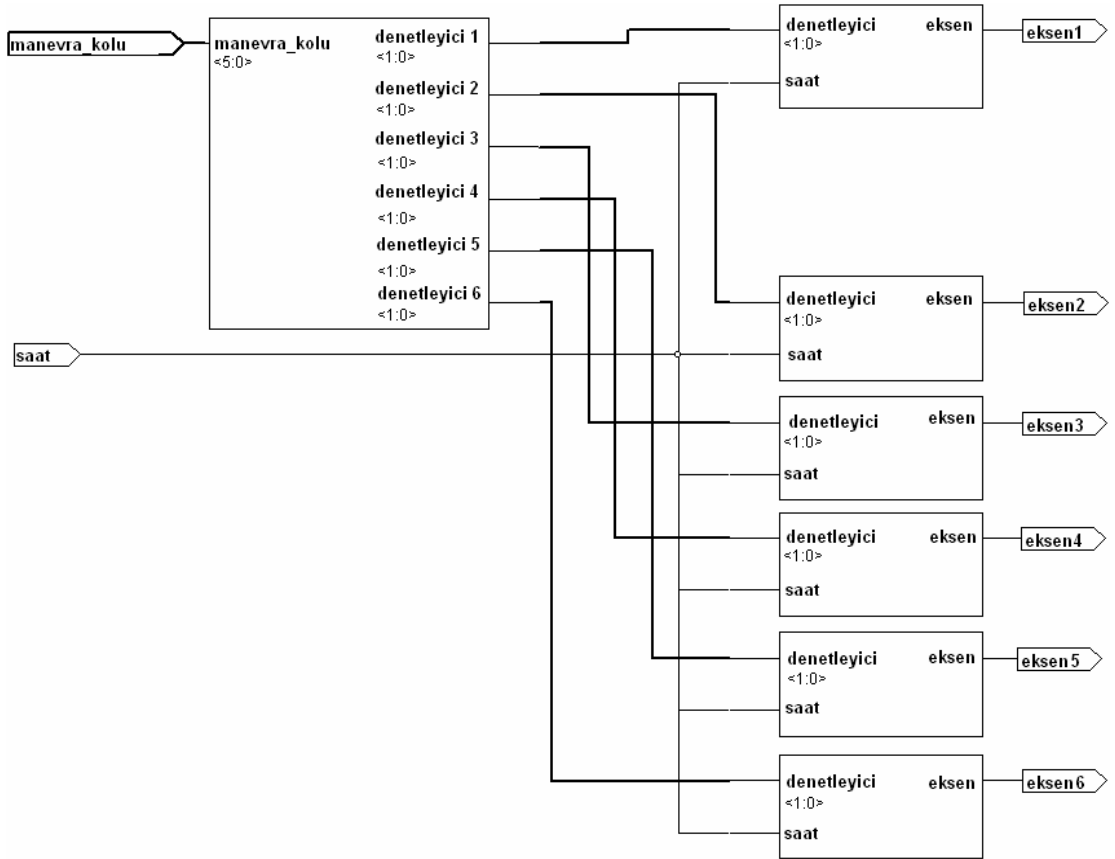 manevra_kolu
manevra_kolu
<5:0>
denetleyici 1
<1:0>
denetleyici 2
<1:0>
denetleyici 3
<1:0>
denetleyici 4
<1:0>
denetleyici 5
<1:0>
denetleyici 6
<1:0>
saat
denetleyici eksen
<1:0>
saat
eksen1
denetleyici eksen
<1:0>
saat
eksen2
denetleyici eksen
<1:0>
saat
eksen3
denetleyici eksen
<1:0>
saat
eksen4
denetleyici eksen
<1:0>
saat
eksen5
denetleyici eksen
<1:0>
saat
eksen6